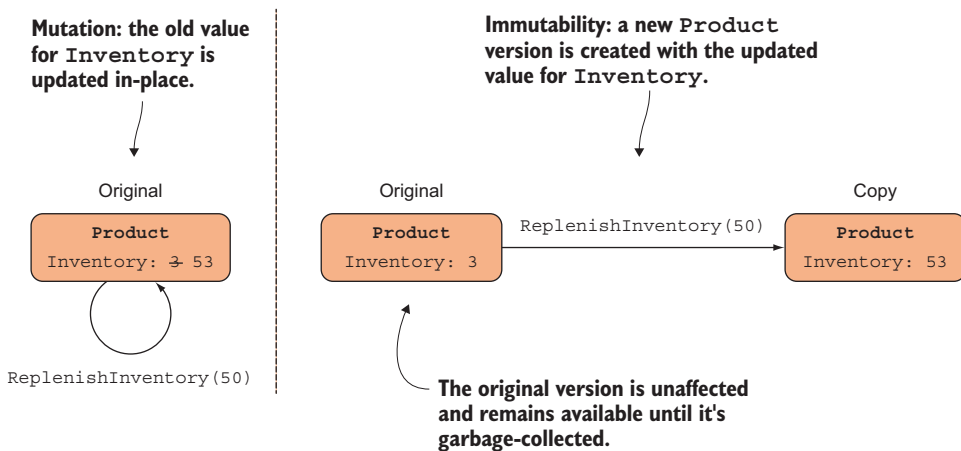 Mutation: the old value
for Inventory is
updated in-place.
Original
Product
Inventory: 3 53
ReplenishInventory(50)
Immutability: a new Product
version is created with the updated
value for Inventory.
Original
Product
Inventory: 3
ReplenishInventory(50)
Copy
Product
Inventory: 53
The original version is unaffected
and remains available until it's
garbage-collected.